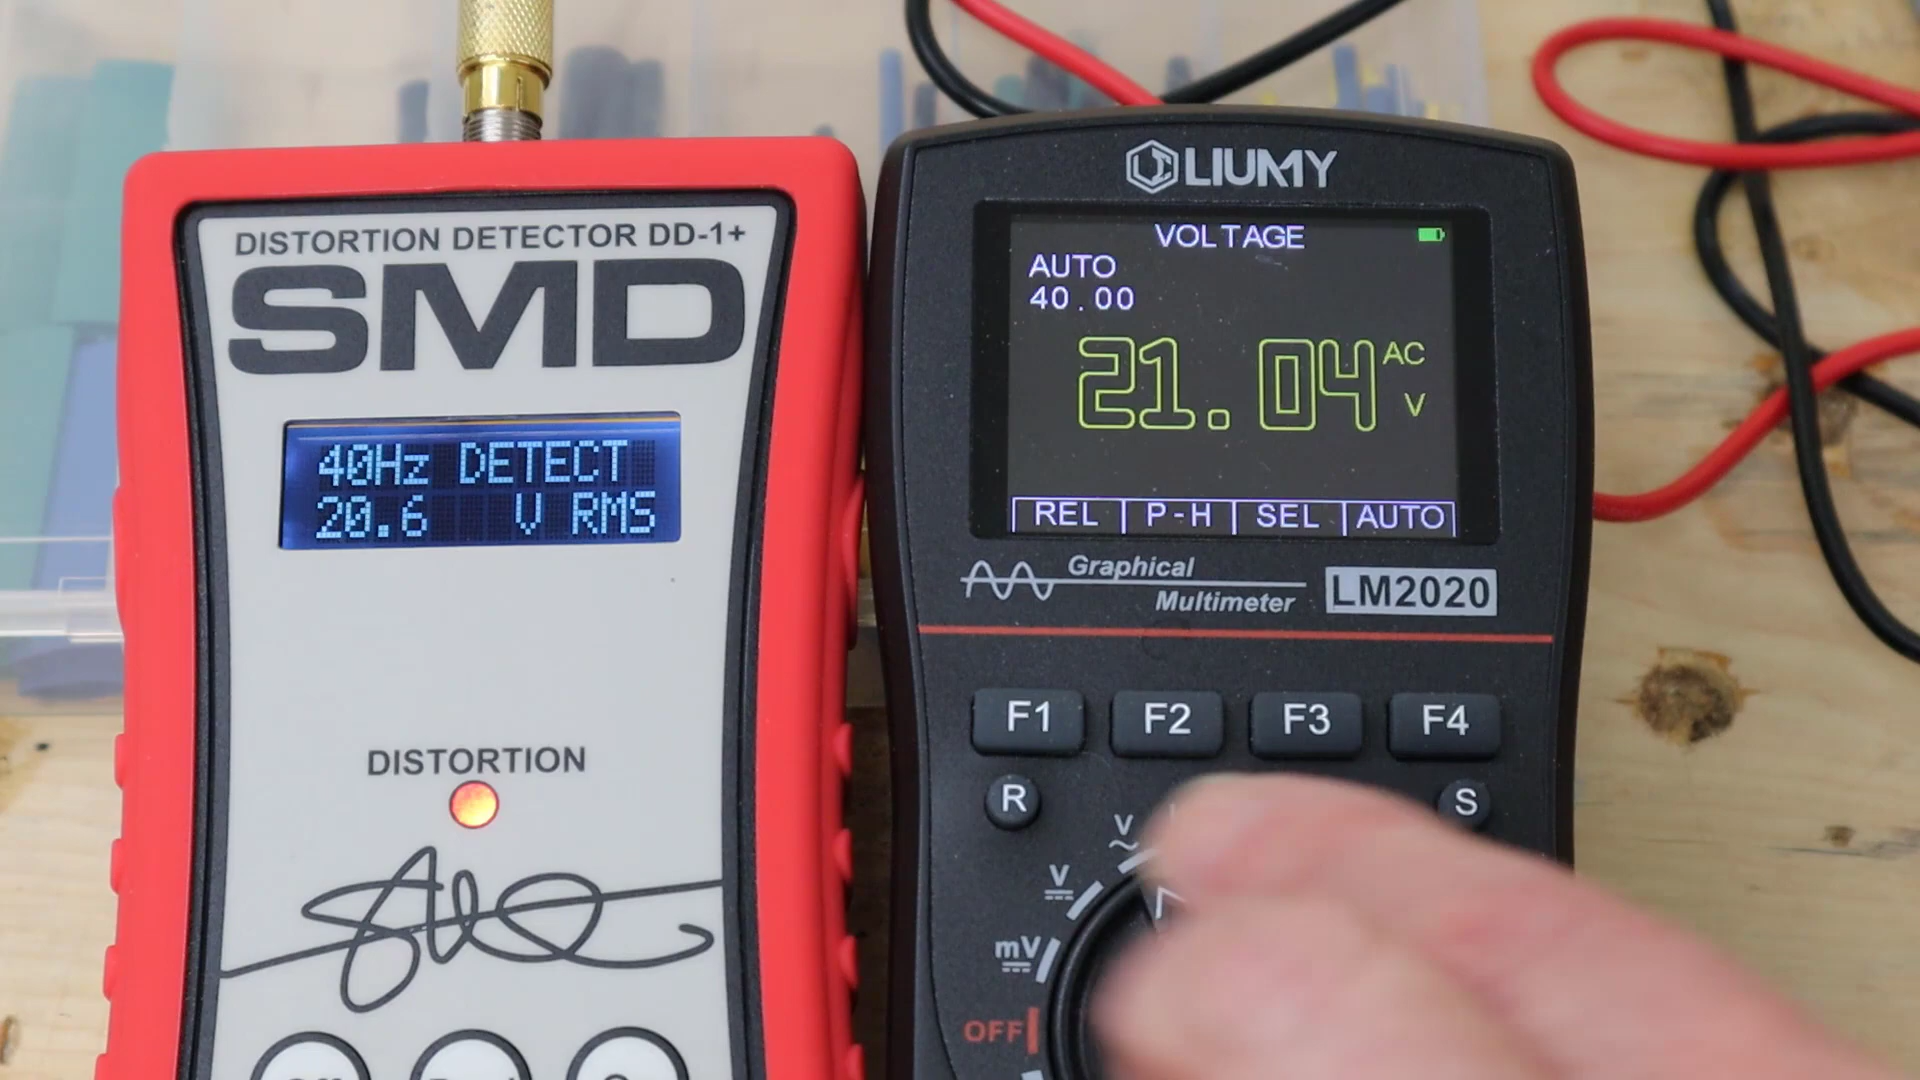 DISTORTION DETECTOR DD-1+
SMD
40Hz DETECT
20.6 V RMS
DISTORTION
LIUMY
VOLTAGE
AUTO
40.00
21.04 AC V
REL P-H SEL AUTO
Graphical
Multimeter
LM2020
F1 F2 F3 F4
R S
V
V
mV
OFF